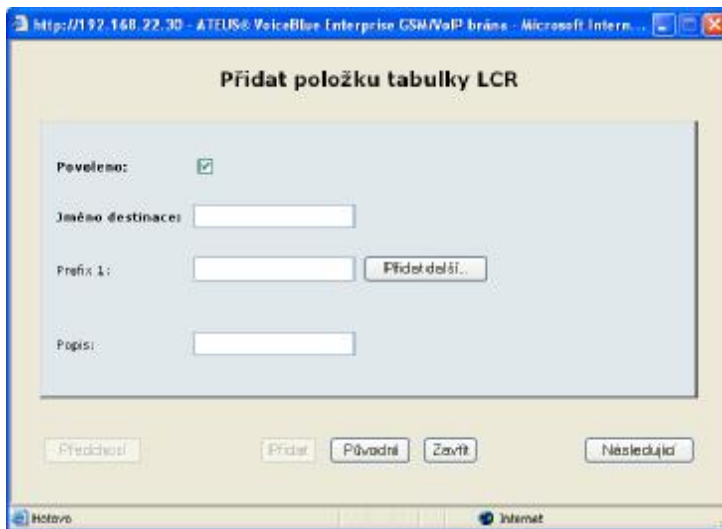 http://192.168.22.30 - ATEUS® VoiceBlue Enterprise GSM/VoIP brána - Microsoft Intern...
Přidat položku tabulky LCR
Povoleno:
Jméno destinace:
Prefix 1: Přidat další...
Popis:
Předchozí Přidat Původní Zavřít Následující
Hotovo Internet